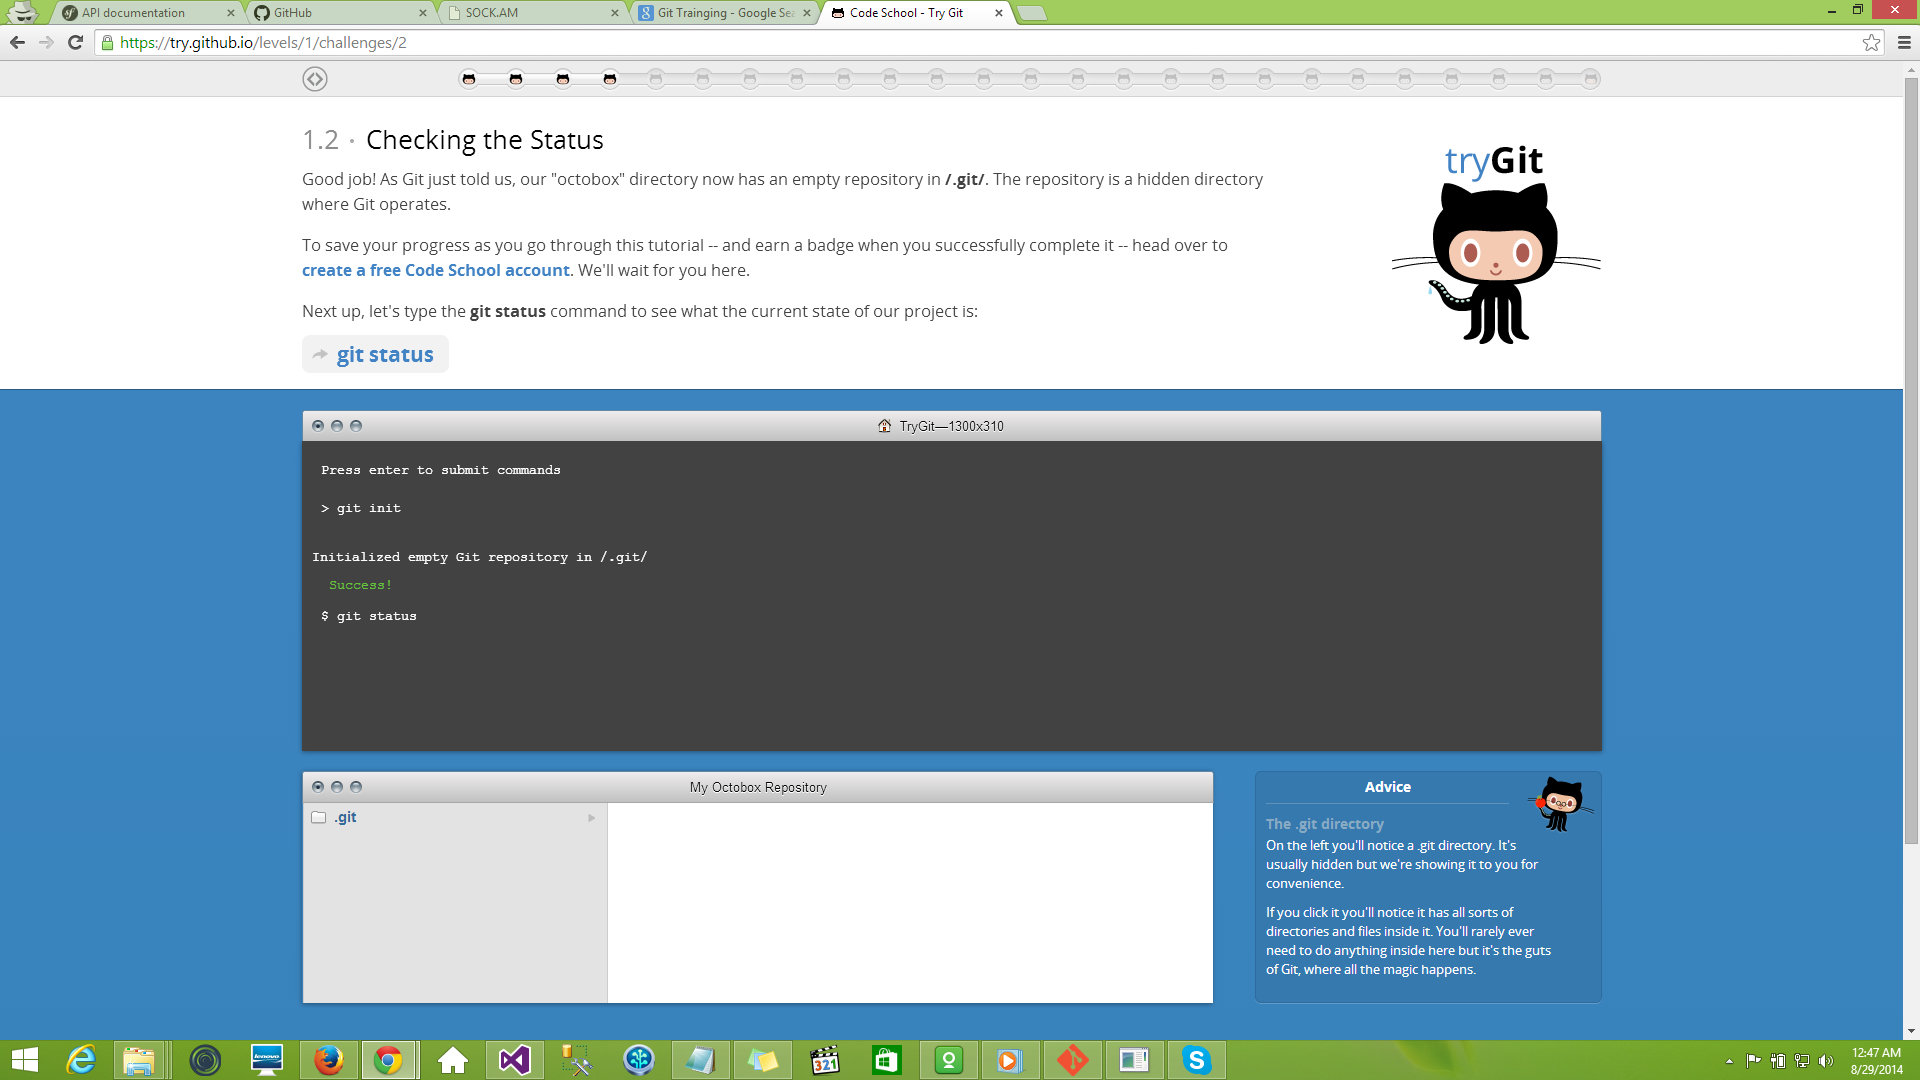 API documentation
GitHub
SOCK.AM
Git Trainging - Google Sea
Code School - Try Git
https://try.github.io/levels/1/challenges/2
1.2 · Checking the Status
Good job! As Git just told us, our "octobox" directory now has an empty repository in /.git/. The repository is a hidden directory
where Git operates.
To save your progress as you go through this tutorial -- and earn a badge when you successfully complete it -- head over to
create a free Code School account. We'll wait for you here.
Next up, let's type the git status command to see what the current state of our project is:
git status
tryGit
TryGit—1300x310
Press enter to submit commands
> git init
Initialized empty Git repository in /.git/
Success!
$ git status
My Octobox Repository
.git
Advice
The .git directory
On the left you'll notice a .git directory. It's
usually hidden but we're showing it to you for
convenience.
If you click it you'll notice it has all sorts of
directories and files inside it. You'll rarely ever
need to do anything inside here but it's the guts
of Git, where all the magic happens.
lenovo
321
12:47 AM
8/29/2014